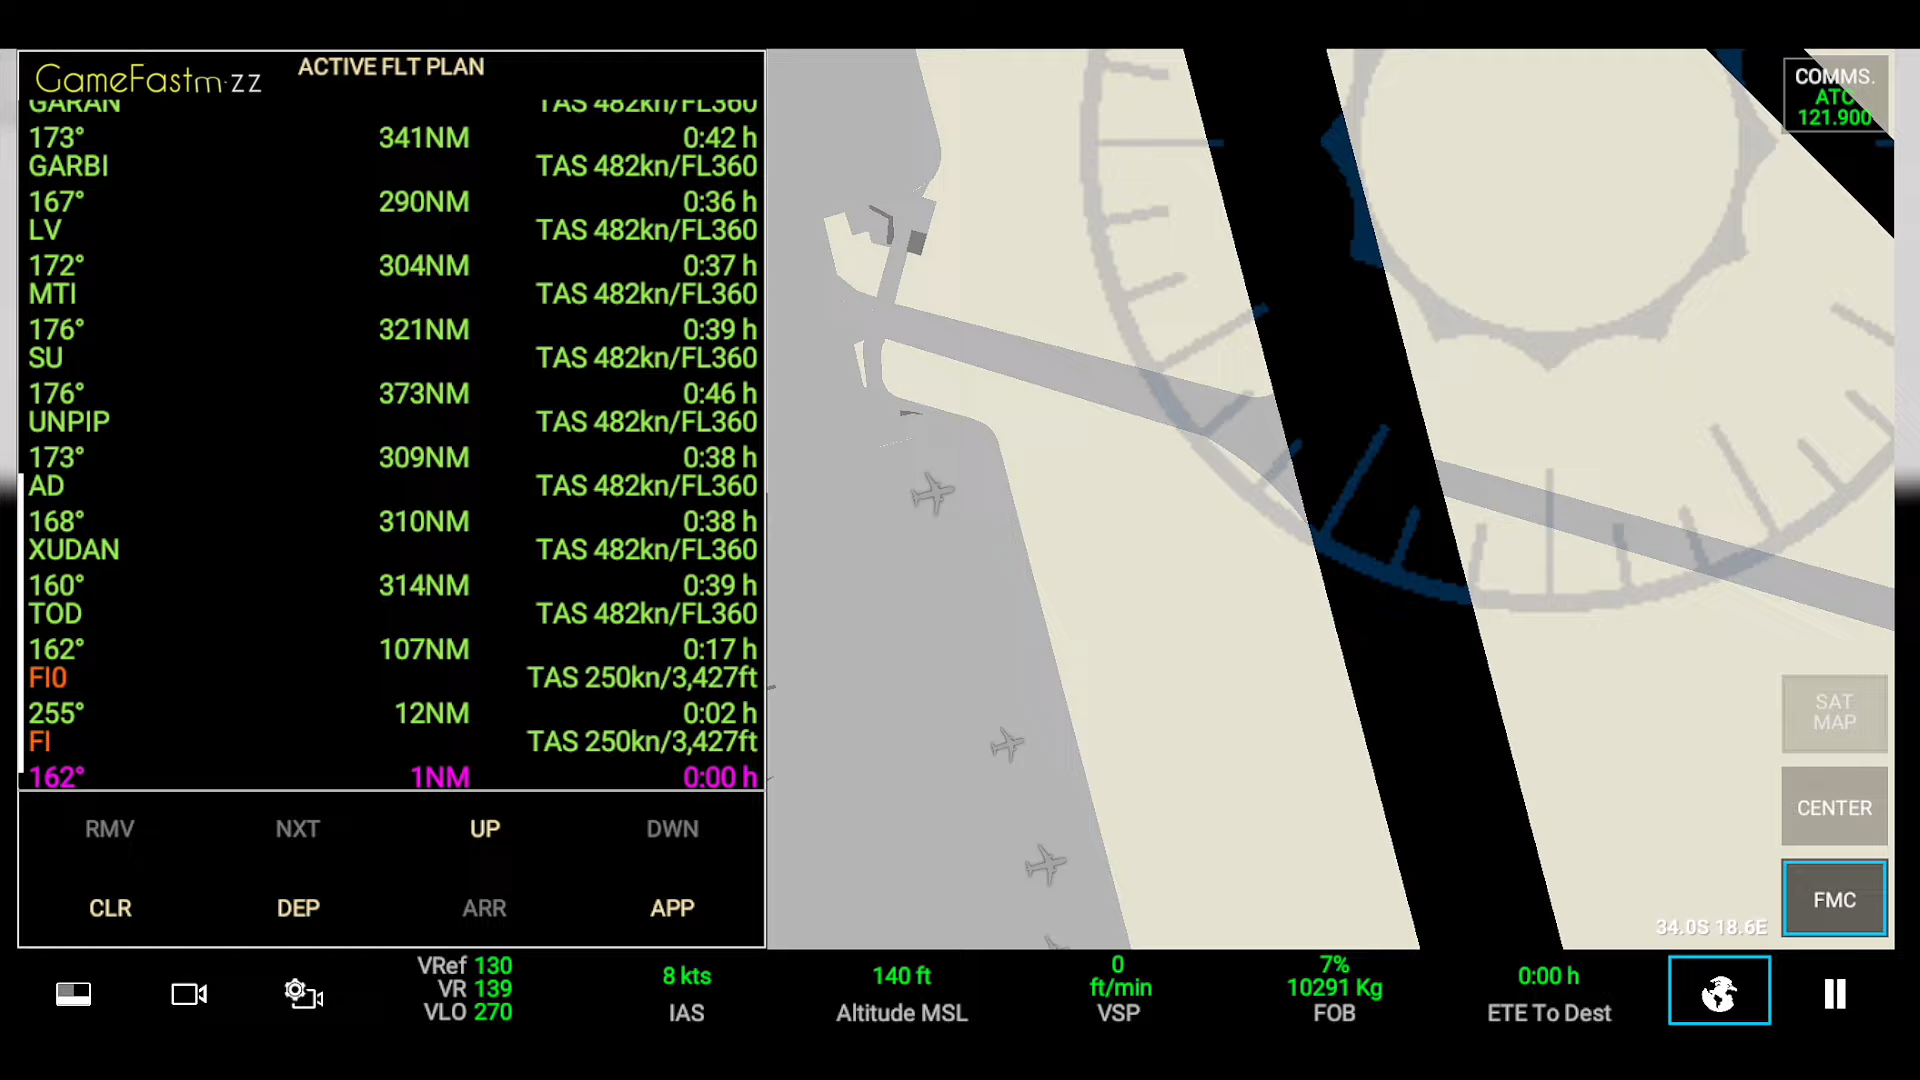 GameFastm·zz
ACTIVE FLT PLAN
GARAN TAS 482kn/FL360
173° 341NM 0:42 h
GARBI TAS 482kn/FL360
167° 290NM 0:36 h
LV TAS 482kn/FL360
172° 304NM 0:37 h
MTI TAS 482kn/FL360
176° 321NM 0:39 h
SU TAS 482kn/FL360
176° 373NM 0:46 h
UNPIP TAS 482kn/FL360
173° 309NM 0:38 h
AD TAS 482kn/FL360
168° 310NM 0:38 h
XUDAN TAS 482kn/FL360
160° 314NM 0:39 h
TOD TAS 482kn/FL360
162° 107NM 0:17 h
FI0 TAS 250kn/3,427ft
255° 12NM 0:02 h
FI TAS 250kn/3,427ft
162° 1NM 0:00 h
RMV NXT UP DWN
CLR DEP ARR APP
COMMS.
ATC
121.900
SAT
MAP
CENTER
FMC
34.0S 18.6E
VRef 130
VR 139
VLO 270
8 kts
IAS
140 ft
Altitude MSL
0
ft/min
VSP
7%
10291 Kg
FOB
0:00 h
ETE To Dest